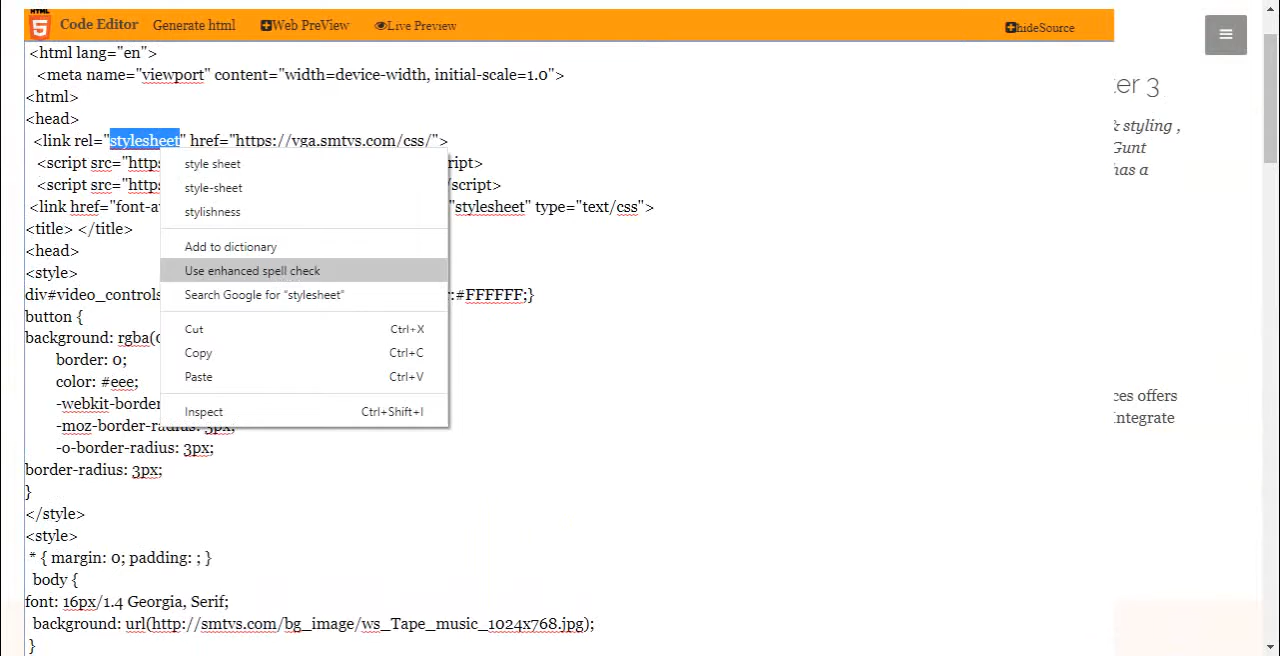 HTML
5
Code Editor Generate html Web PreView Live Preview hideSource
<html lang="en">
<meta name="viewport" content="width=device-width, initial-scale=1.0">
<html>
<head>
<link rel="stylesheet" href="https://vga.smtvs.com/css/">
<script src="https ript>
<script src="https /script>
<link href="font-a "stylesheet" type="text/css">
<title> </title>
<head>
<style>
div#video_controls :#FFFFFF;}
button {
background: rgba(
border: 0;
color: #eee;
-webkit-border
-moz-border-radius: 3px;
-o-border-radius: 3px;
border-radius: 3px;
}
</style>
<style>
* { margin: 0; padding: ; }
body {
font: 16px/1.4 Georgia, Serif;
background: url(http://smtvs.com/bg_image/ws_Tape_music_1024x768.jpg);
}
style sheet
style-sheet
stylishness
Add to dictionary
Use enhanced spell check
Search Google for "stylesheet"
Cut Ctrl+X
Copy Ctrl+C
Paste Ctrl+V
Inspect Ctrl+Shift+I
er 3
styling ,
Gunt
has a
ces offers
Integrate